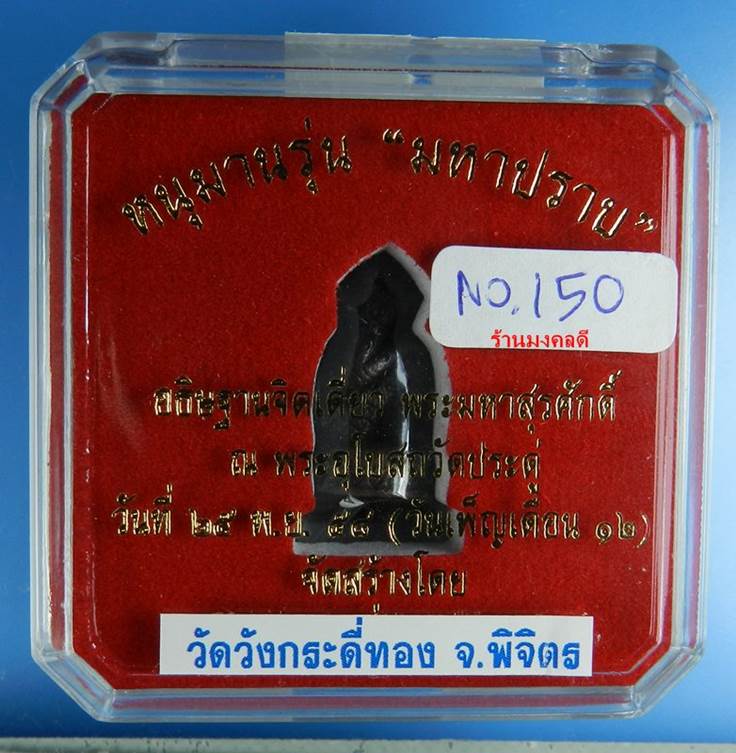 หนุมานรุ่น “มหาปราบ”
NO.150
ร้านมงคลดี
อธิษฐานจิตเดี่ยว พระมหาสุรศักดิ์
ณ พระอุโบสถวัดประดู่
วันที่ ๒๕ พ.ย. ๕๘ (วันเพ็ญเดือน ๑๒)
จัดสร้างโดย
วัดวังกระดี่ทอง จ.พิจิตร